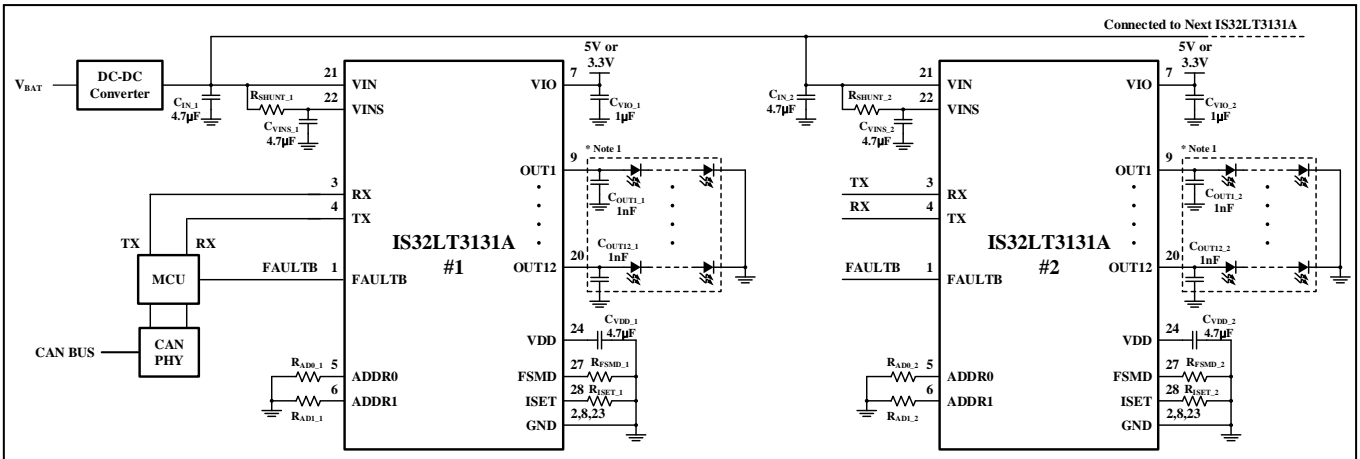 Connected to Next IS32LT3131A
V_BAT
DC-DC
Converter
C_IN_1
4.7µF
R_SHUNT_1
C_VINS_1
4.7µF
21
VIN
22
VINS
3
RX
4
TX
TX
RX
MCU
FAULTB
1
FAULTB
CAN BUS
CAN
PHY
R_AD0_1
5
ADDR0
6
ADDR1
R_AD1_1
IS32LT3131A
#1
5V or
3.3V
7
VIO
C_VIO_1
1µF
* Note 1
9
OUT1
C_OUT1_1
1nF
C_OUT12_1
1nF
20
OUT12
C_VDD_1
4.7µF
24
VDD
27
FSMD
R_FSMD_1
28
ISET
R_ISET_1
2,8,23
GND
C_IN_2
4.7µF
R_SHUNT_2
C_VINS_2
4.7µF
21
VIN
22
VINS
TX
3
RX
RX
4
TX
FAULTB
1
FAULTB
R_AD0_2
5
ADDR0
6
ADDR1
R_AD1_2
IS32LT3131A
#2
5V or
3.3V
7
VIO
C_VIO_2
1µF
* Note 1
9
OUT1
C_OUT1_2
1nF
C_OUT12_2
1nF
20
OUT12
C_VDD_2
4.7µF
24
VDD
27
FSMD
R_FSMD_2
28
ISET
R_ISET_2
2,8,23
GND